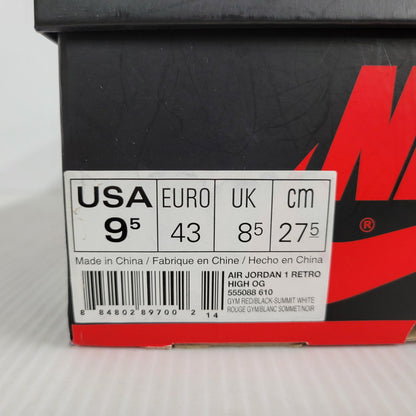 NI
®
USA EURO UK cm
9⁵ 43 8⁵ 27⁵
Made in China / Fabrique en Chine / Hecho en China
AIR JORDAN 1 RETRO
HIGH OG
555088 610
GYM RED/BLACK-SUMMIT WHITE
ROUGE GYM/BLANC SOMMET/NOIR
8 84802 89700 2 14